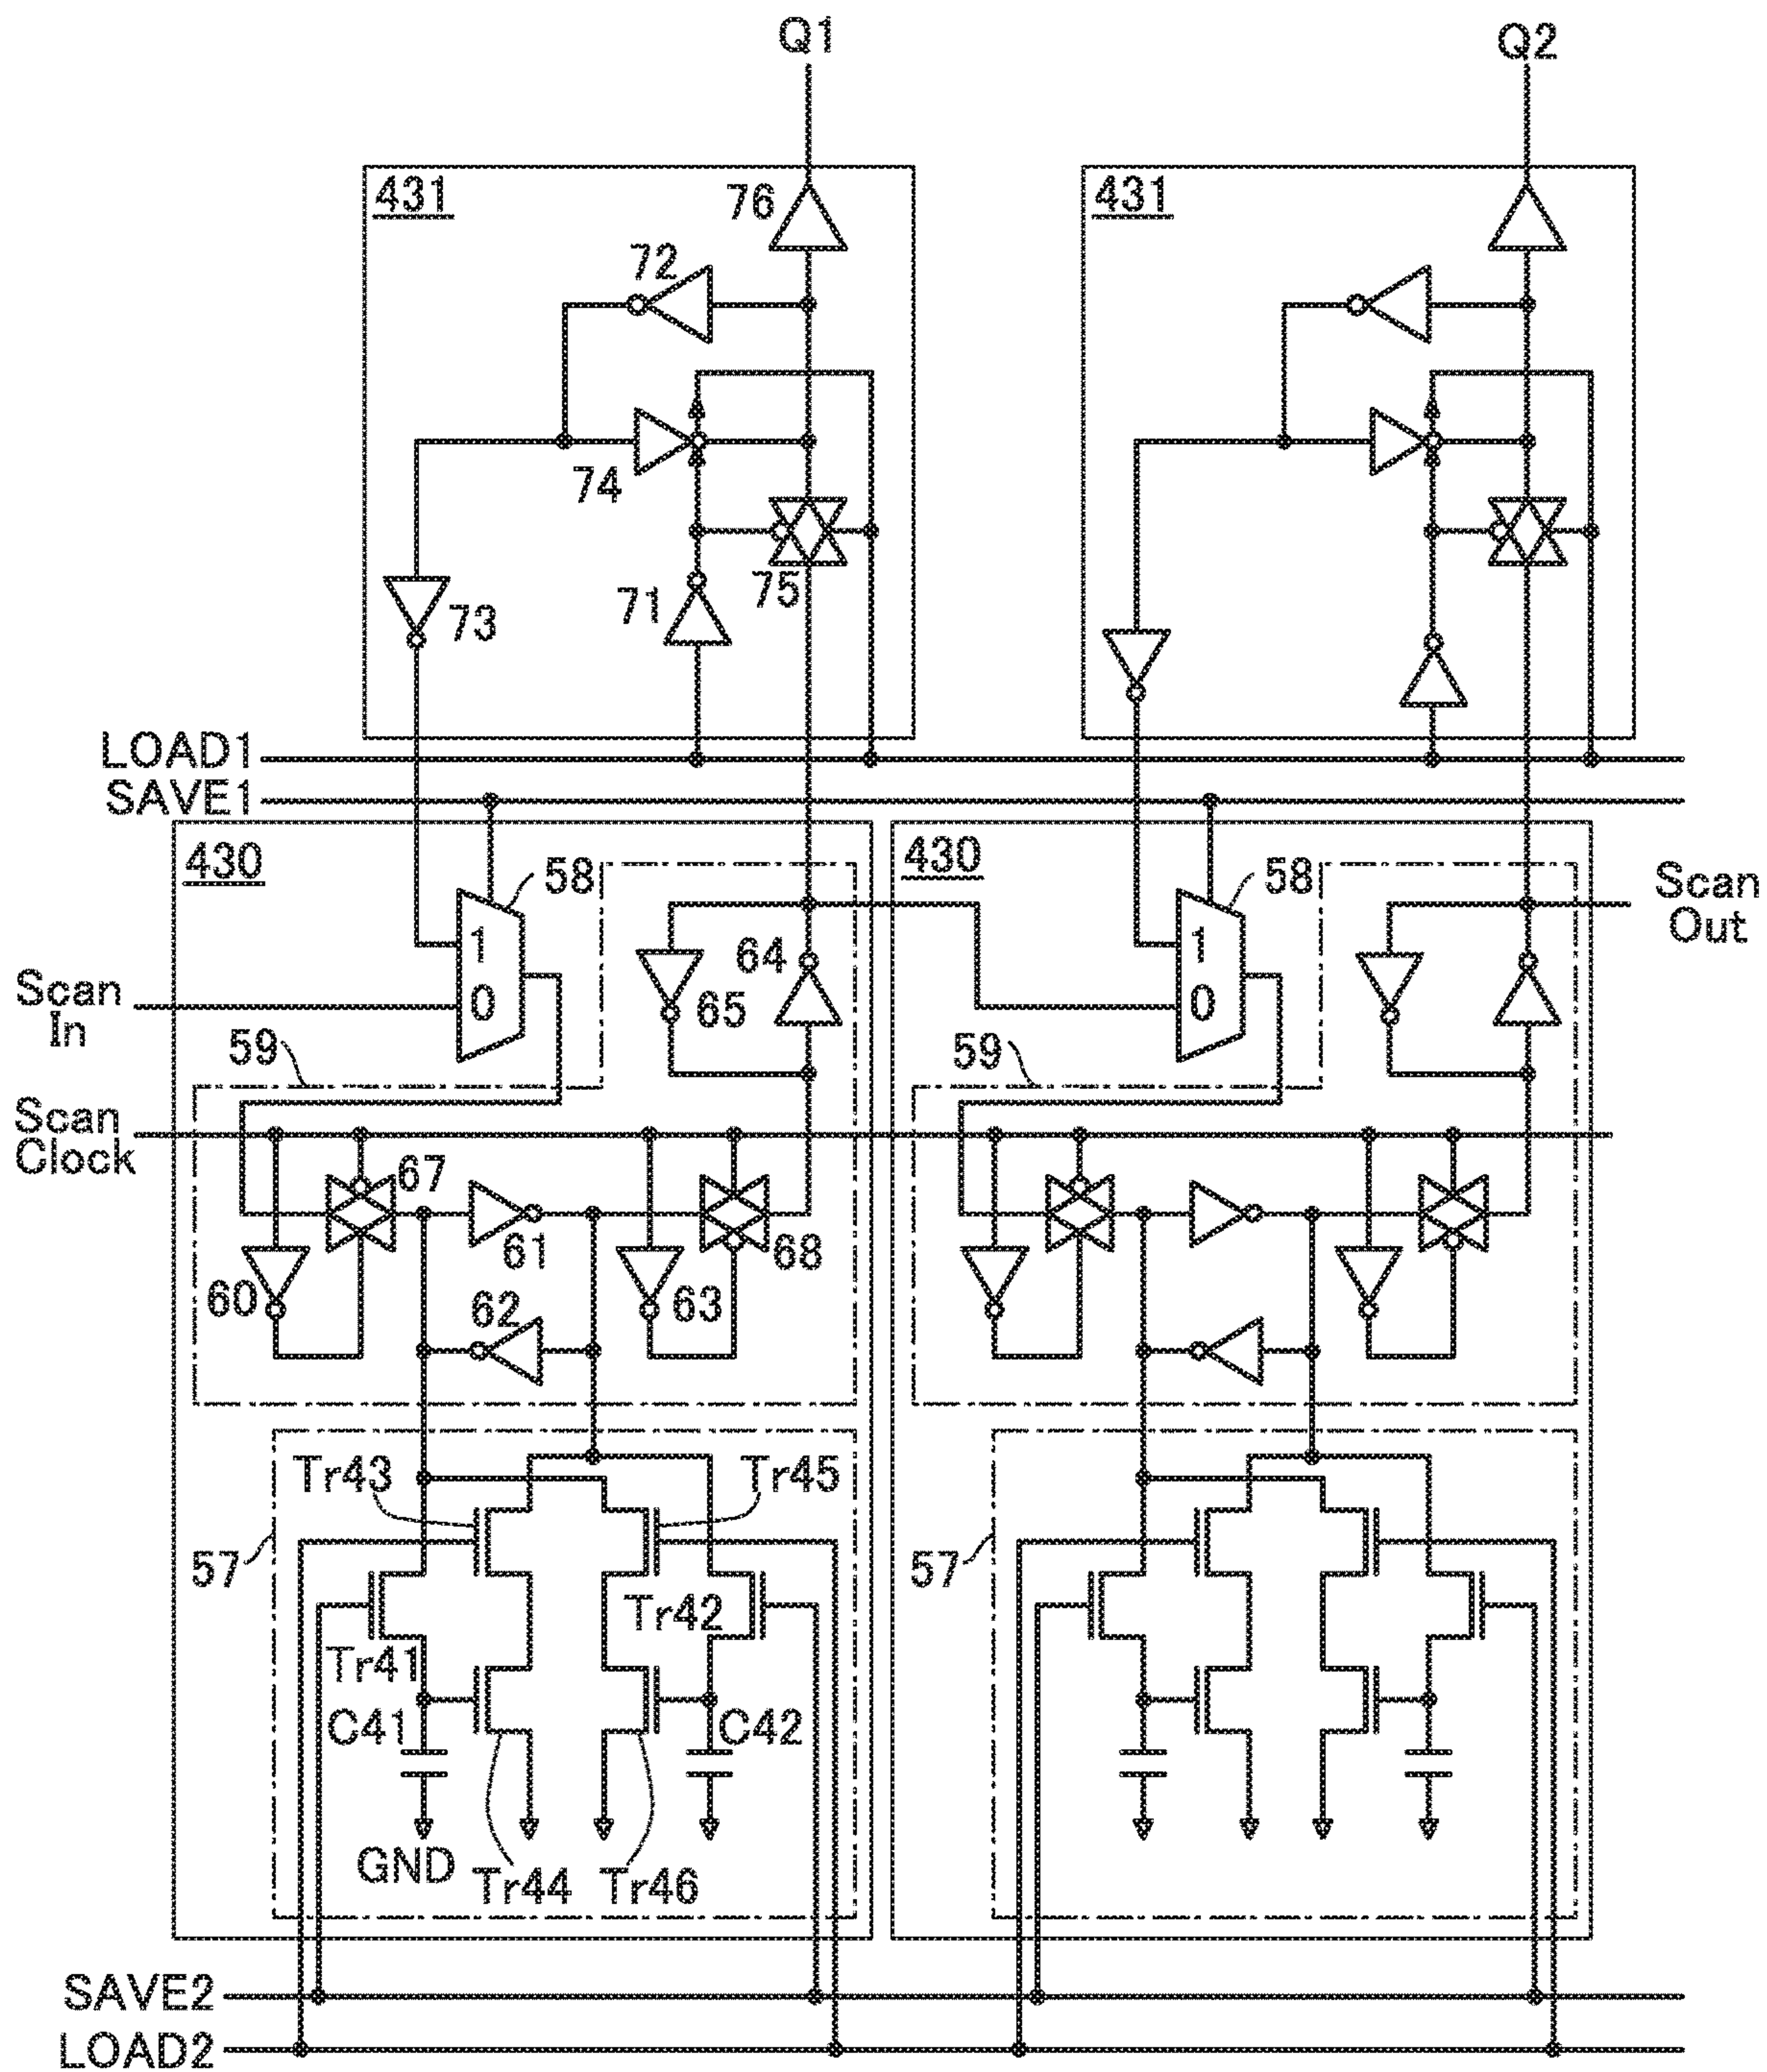 Q1 Q2
431 76 431
72
74
75
71
73
LOAD1
SAVE1
430 58 430 58
Scan
Out
1 64 1
Scan
In
0 65 0
59 59
Scan
Clock
67
61 68
60 62 63
Tr43 Tr45
57 57
Tr42
Tr41
C41 C42
GND Tr44 Tr46
SAVE2
LOAD2